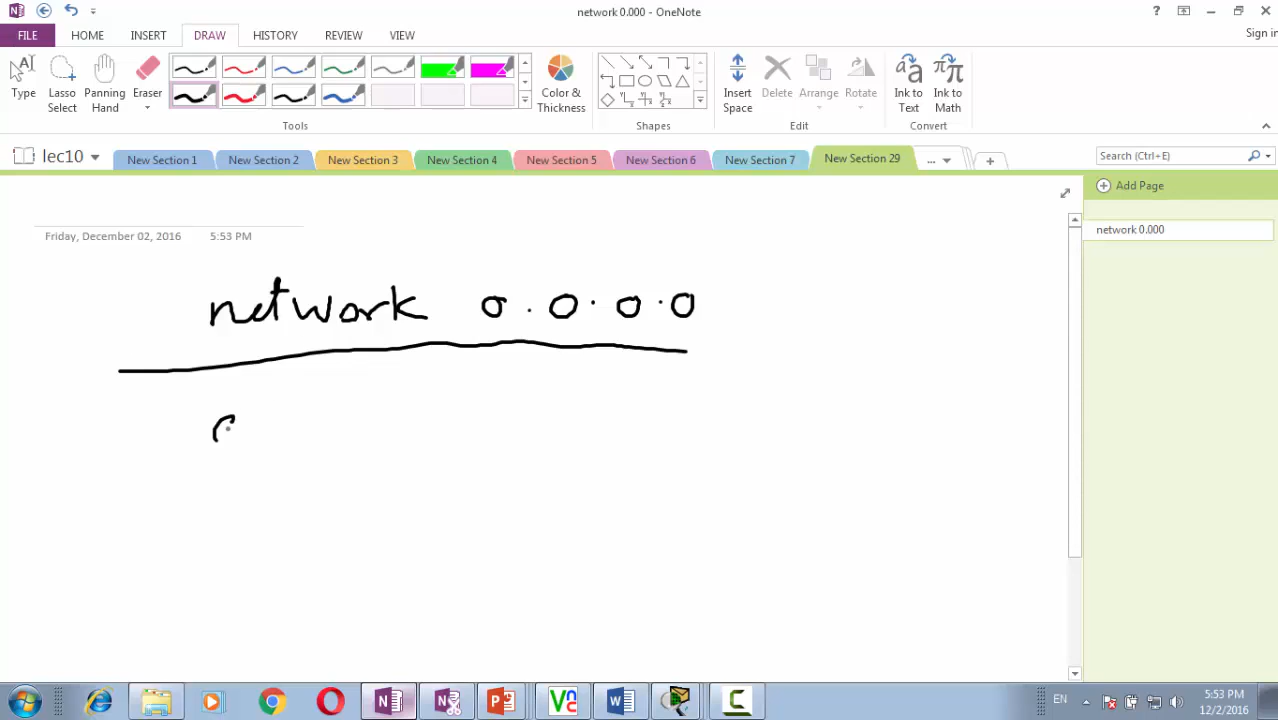 network 0.000 - OneNote
Sign in
FILE HOME INSERT DRAW HISTORY REVIEW VIEW
Type Lasso Select Panning Hand Eraser Color & Thickness Insert Space Delete Arrange Rotate Ink to Text Ink to Math
Tools Shapes Edit Convert
lec10 New Section 1 New Section 2 New Section 3 New Section 4 New Section 5 New Section 6 New Section 7 New Section 29 ... Search (Ctrl+E)
Add Page
network 0.000
Friday, December 02, 2016 5:53 PM
network 0.0.0.0
EN 5:53 PM
12/2/2016